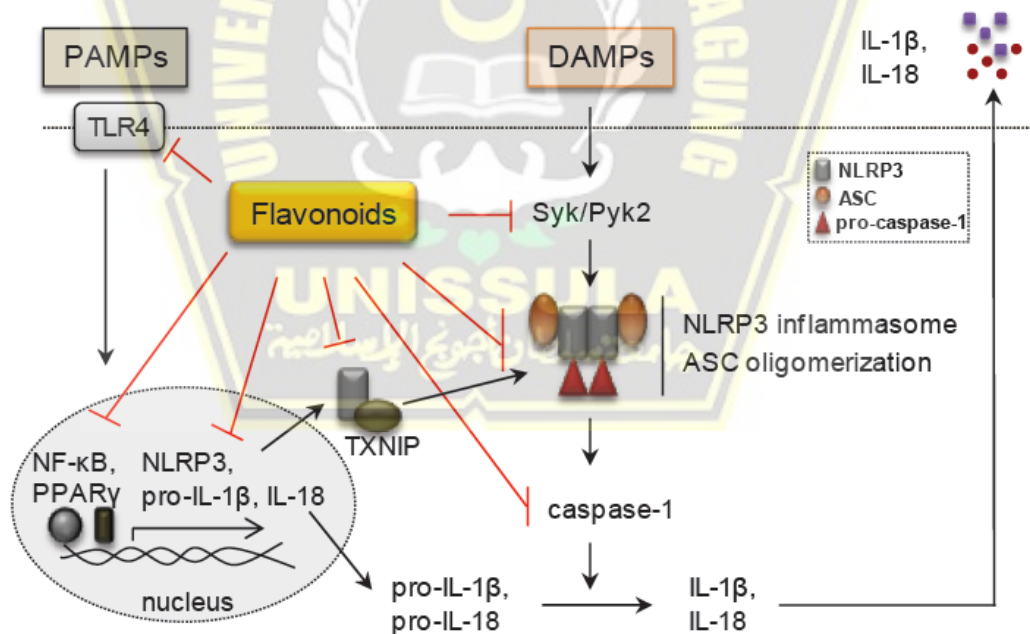 PAMPs
DAMPs
IL-1β,
IL-18
TLR4
NLRP3
ASC
pro-caspase-1
Flavonoids
Syk/Pyk2
UNISSULA
NLRP3 inflammasome
ASC oligomerization
TXNIP
NF-κB,
PPARγ
NLRP3,
pro-IL-1β, IL-18
caspase-1
nucleus
pro-IL-1β,
pro-IL-18
IL-1β,
IL-18